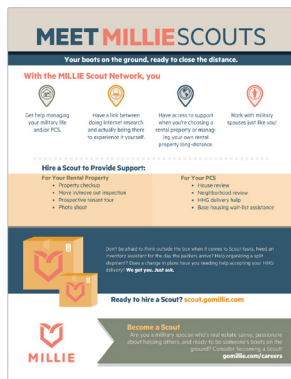 MEET MILLIE SCOUTS
Your boots on the ground, ready to close the distance.
With the MILLIE Scout Network, you
Get help managing
your military life
and/or PCS.
Have a link between
doing internet research
and actually being there
to experience it yourself.
Have access to support
when you're choosing a
rental property or manag-
ing your own rental
property long-distance.
Work with military
spouses just like you!
Hire a Scout to Provide Support:
For Your Rental Property
• Property checkup
• Move in/move out inspection
• Prospective tenant tour
• Photo shoot
For Your PCS
• House review
• Neighborhood review
• HHG delivery help
• Base housing wait-list assistance
Don't be afraid to think outside the box when it comes to Scout tasks. Need an
inventory assistant for the day the packers arrive? Help organizing a split
shipment? Does a change in plans have you needing help accepting your HHG
delivery? We got you. Just ask.
Ready to hire a Scout? scout.gomillie.com
MILLIE
Become a Scout
Are you a military spouse who's real estate savvy, passionate
about helping others, and ready to be someone's boots on the
ground? Consider becoming a Scout!
gomillie.com/careers